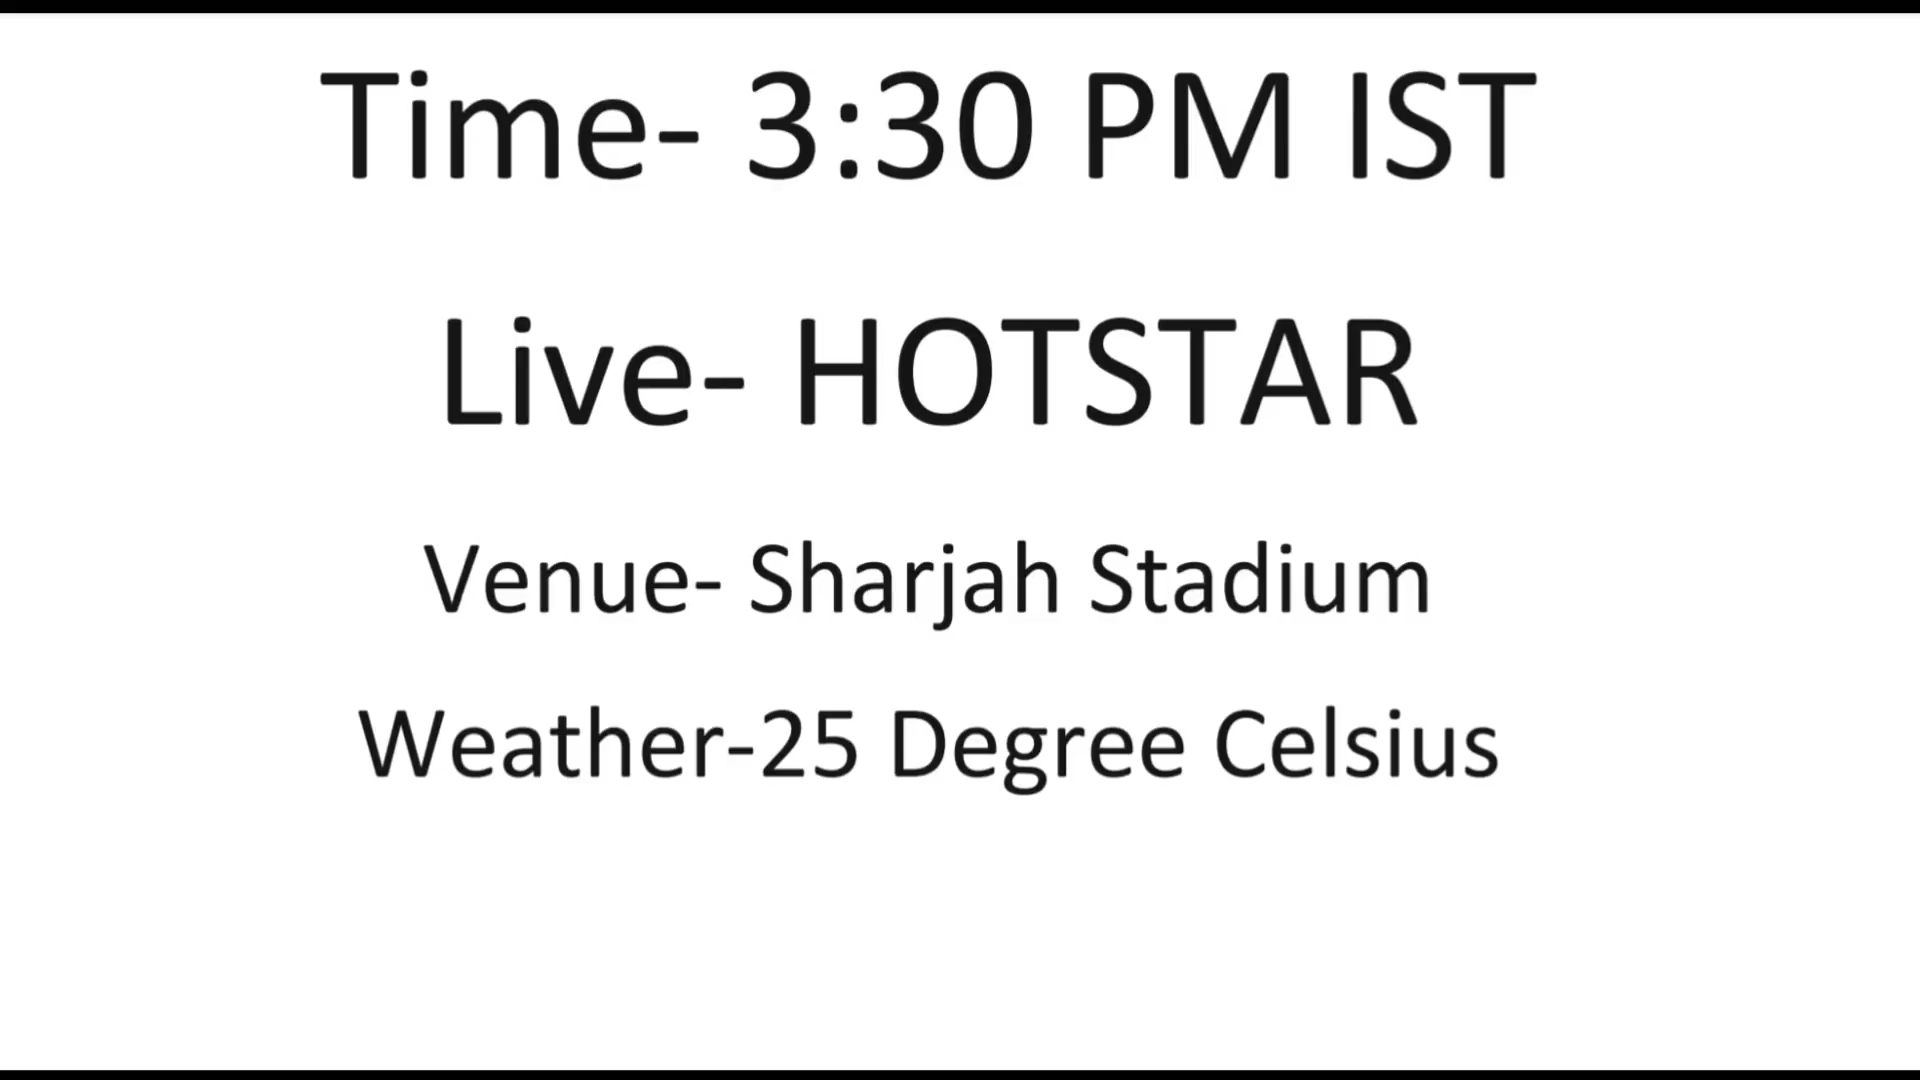 Time- 3:30 PM IST
Live- HOTSTAR
Venue- Sharjah Stadium
Weather-25 Degree Celsius